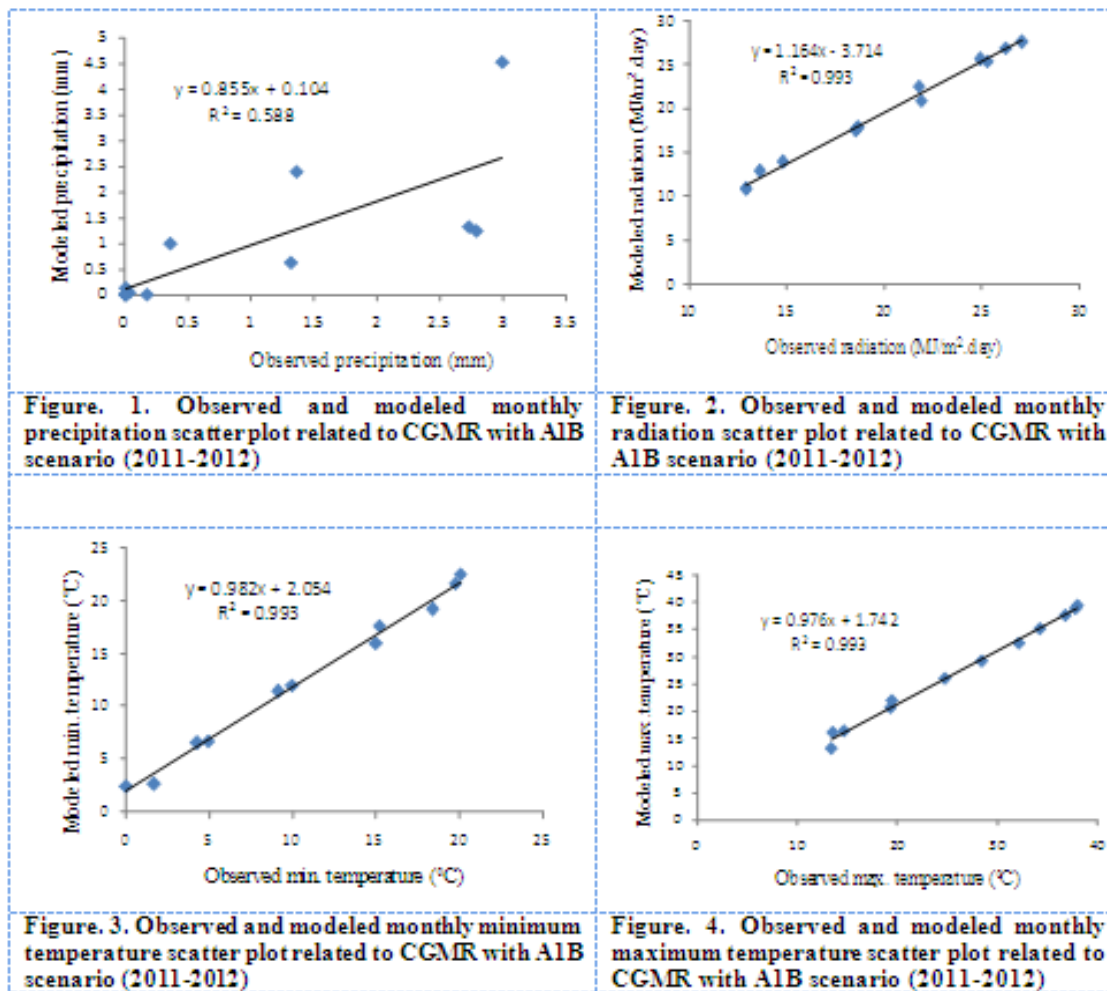 5
4.5
4
3.5
3
2.5
2
1.5
1
0.5
0
Modeled precipitation (mm)
y = 0.855x + 0.104
R² = 0.588
0 0.5 1 1.5 2 2.5 3 3.5
Observed precipitation (mm)
Figure. 1. Observed and modeled monthly
precipitation scatter plot related to CGMR with A1B
scenario (2011-2012)
30
25
20
15
10
5
0
Modeled radiation (MJ/m².day)
y = 1.164x - 3.714
R² = 0.993
10 20 30
Observed radiation (MJ/m².day)
Figure. 2. Observed and modeled monthly
radiation scatter plot related to CGMR with
A1B scenario (2011-2012)
25
20
15
10
5
0
Modeled min. temperature (°C)
y = 0.982x + 2.054
R² = 0.993
0 5 10 15 20 25
Observed min. temperature (°C)
Figure. 3. Observed and modeled monthly minimum
temperature scatter plot related to CGMR with A1B
scenario (2011-2012)
45
40
35
30
25
20
15
10
5
0
Modeled max. temperature (°C)
y = 0.976x + 1.742
R² = 0.993
0 10 20 30 40
Observed max. temperature (°C)
Figure. 4. Observed and modeled monthly
maximum temperature scatter plot related to
CGMR with A1B scenario (2011-2012)